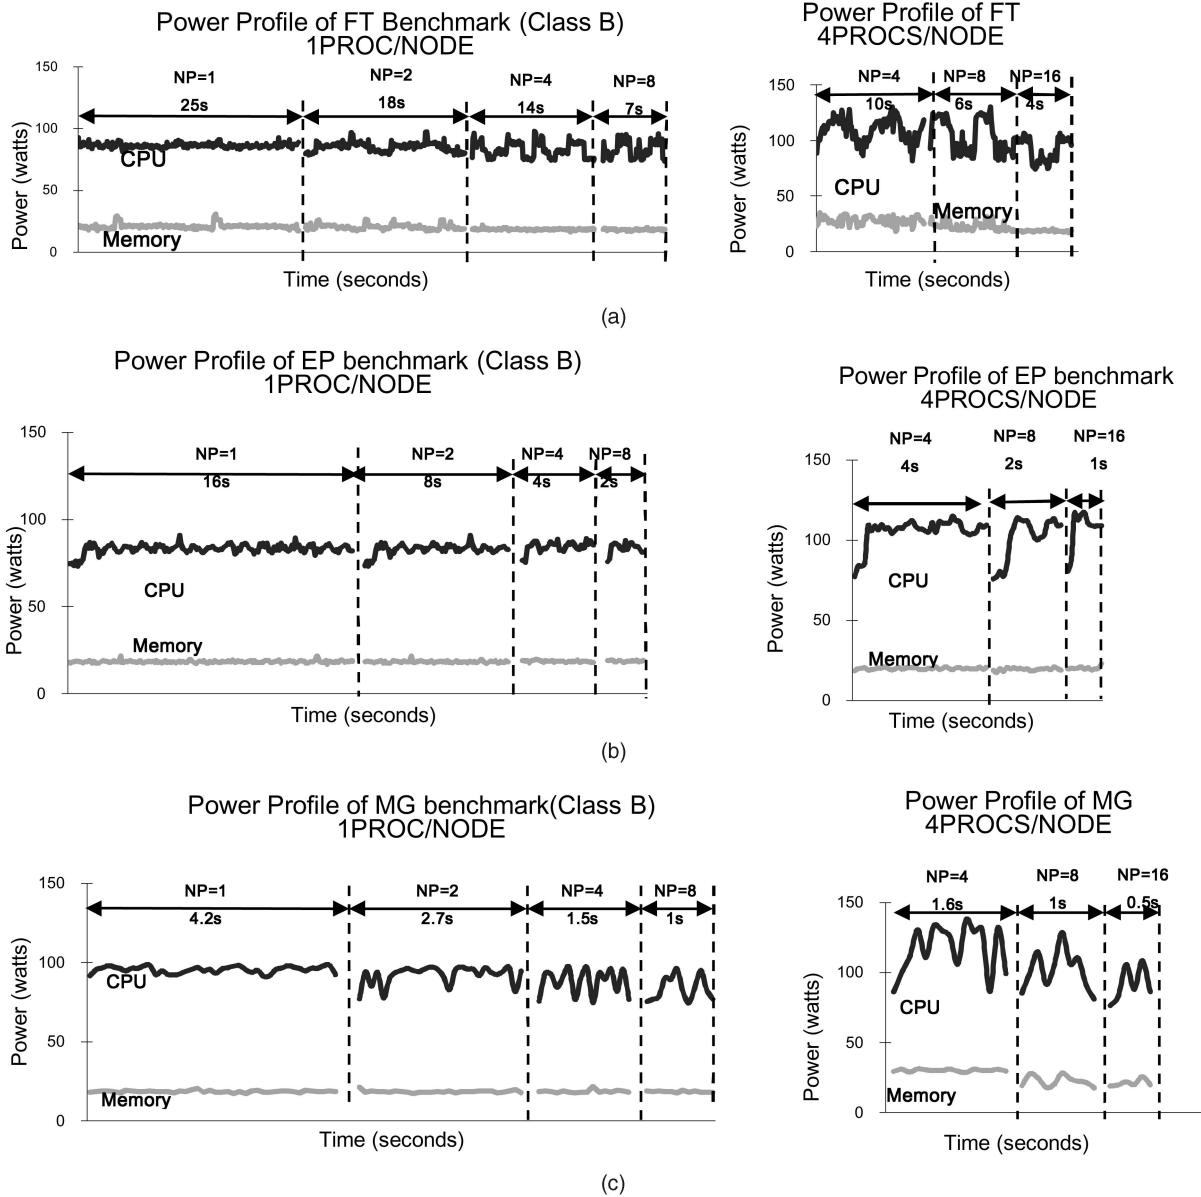 Power Profile of FT Benchmark (Class B)
1PROC/NODE
150
100
50
0
Power (watts)
NP=1
25s
NP=2
18s
NP=4
14s
NP=8
7s
CPU
Memory
Time (seconds)
Power Profile of FT
4PROCS/NODE
150
100
50
0
Power (watts)
NP=4
10s
NP=8
6s
NP=16
4s
CPU
Memory
Time (seconds)
(a)
Power Profile of EP benchmark (Class B)
1PROC/NODE
150
100
50
0
Power (watts)
NP=1
16s
NP=2
8s
NP=4
4s
NP=8
2s
CPU
Memory
Time (seconds)
Power Profile of EP benchmark
4PROCS/NODE
150
100
50
0
Power (watts)
NP=4
4s
NP=8
2s
NP=16
1s
CPU
Memory
Time (seconds)
(b)
Power Profile of MG benchmark(Class B)
1PROC/NODE
150
100
50
0
Power (watts)
NP=1
4.2s
NP=2
2.7s
NP=4
1.5s
NP=8
1s
CPU
Memory
Time (seconds)
Power Profile of MG
4PROCS/NODE
150
100
50
0
Power (watts)
NP=4
1.6s
NP=8
1s
NP=16
0.5s
CPU
Memory
Time (seconds)
(c)